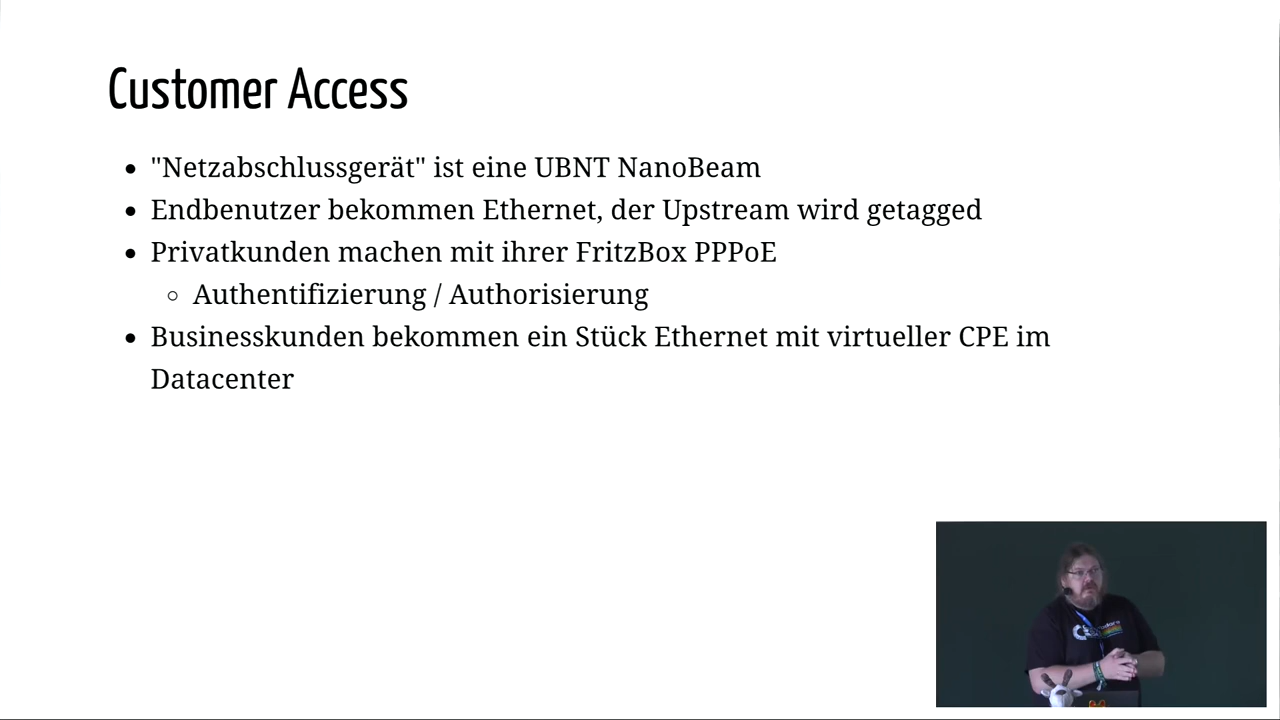 Customer Access
"Netzabschlussgerät" ist eine UBNT NanoBeam
Endbenutzer bekommen Ethernet, der Upstream wird getagged
Privatkunden machen mit ihrer FritzBox PPPoE
Authentifizierung / Authorisierung
Businesskunden bekommen ein Stück Ethernet mit virtueller CPE im
Datacenter